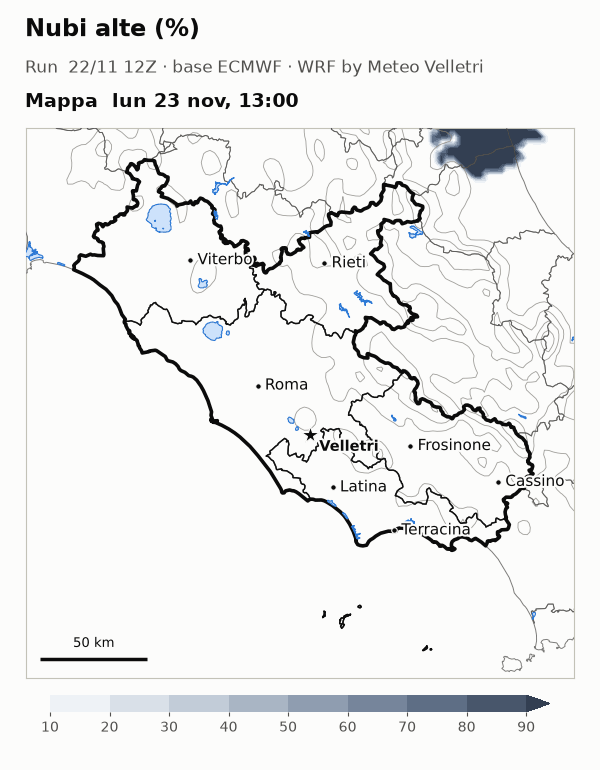 Nubi alte (%)
Run  22/11 12Z · base ECMWF · WRF by Meteo Velletri
Mappa  lun 23 nov, 13:00
Viterbo
Rieti
Roma
Velletri
Frosinone
Latina
Cassino
Terracina
50 km
10 20 30 40 50 60 70 80 90